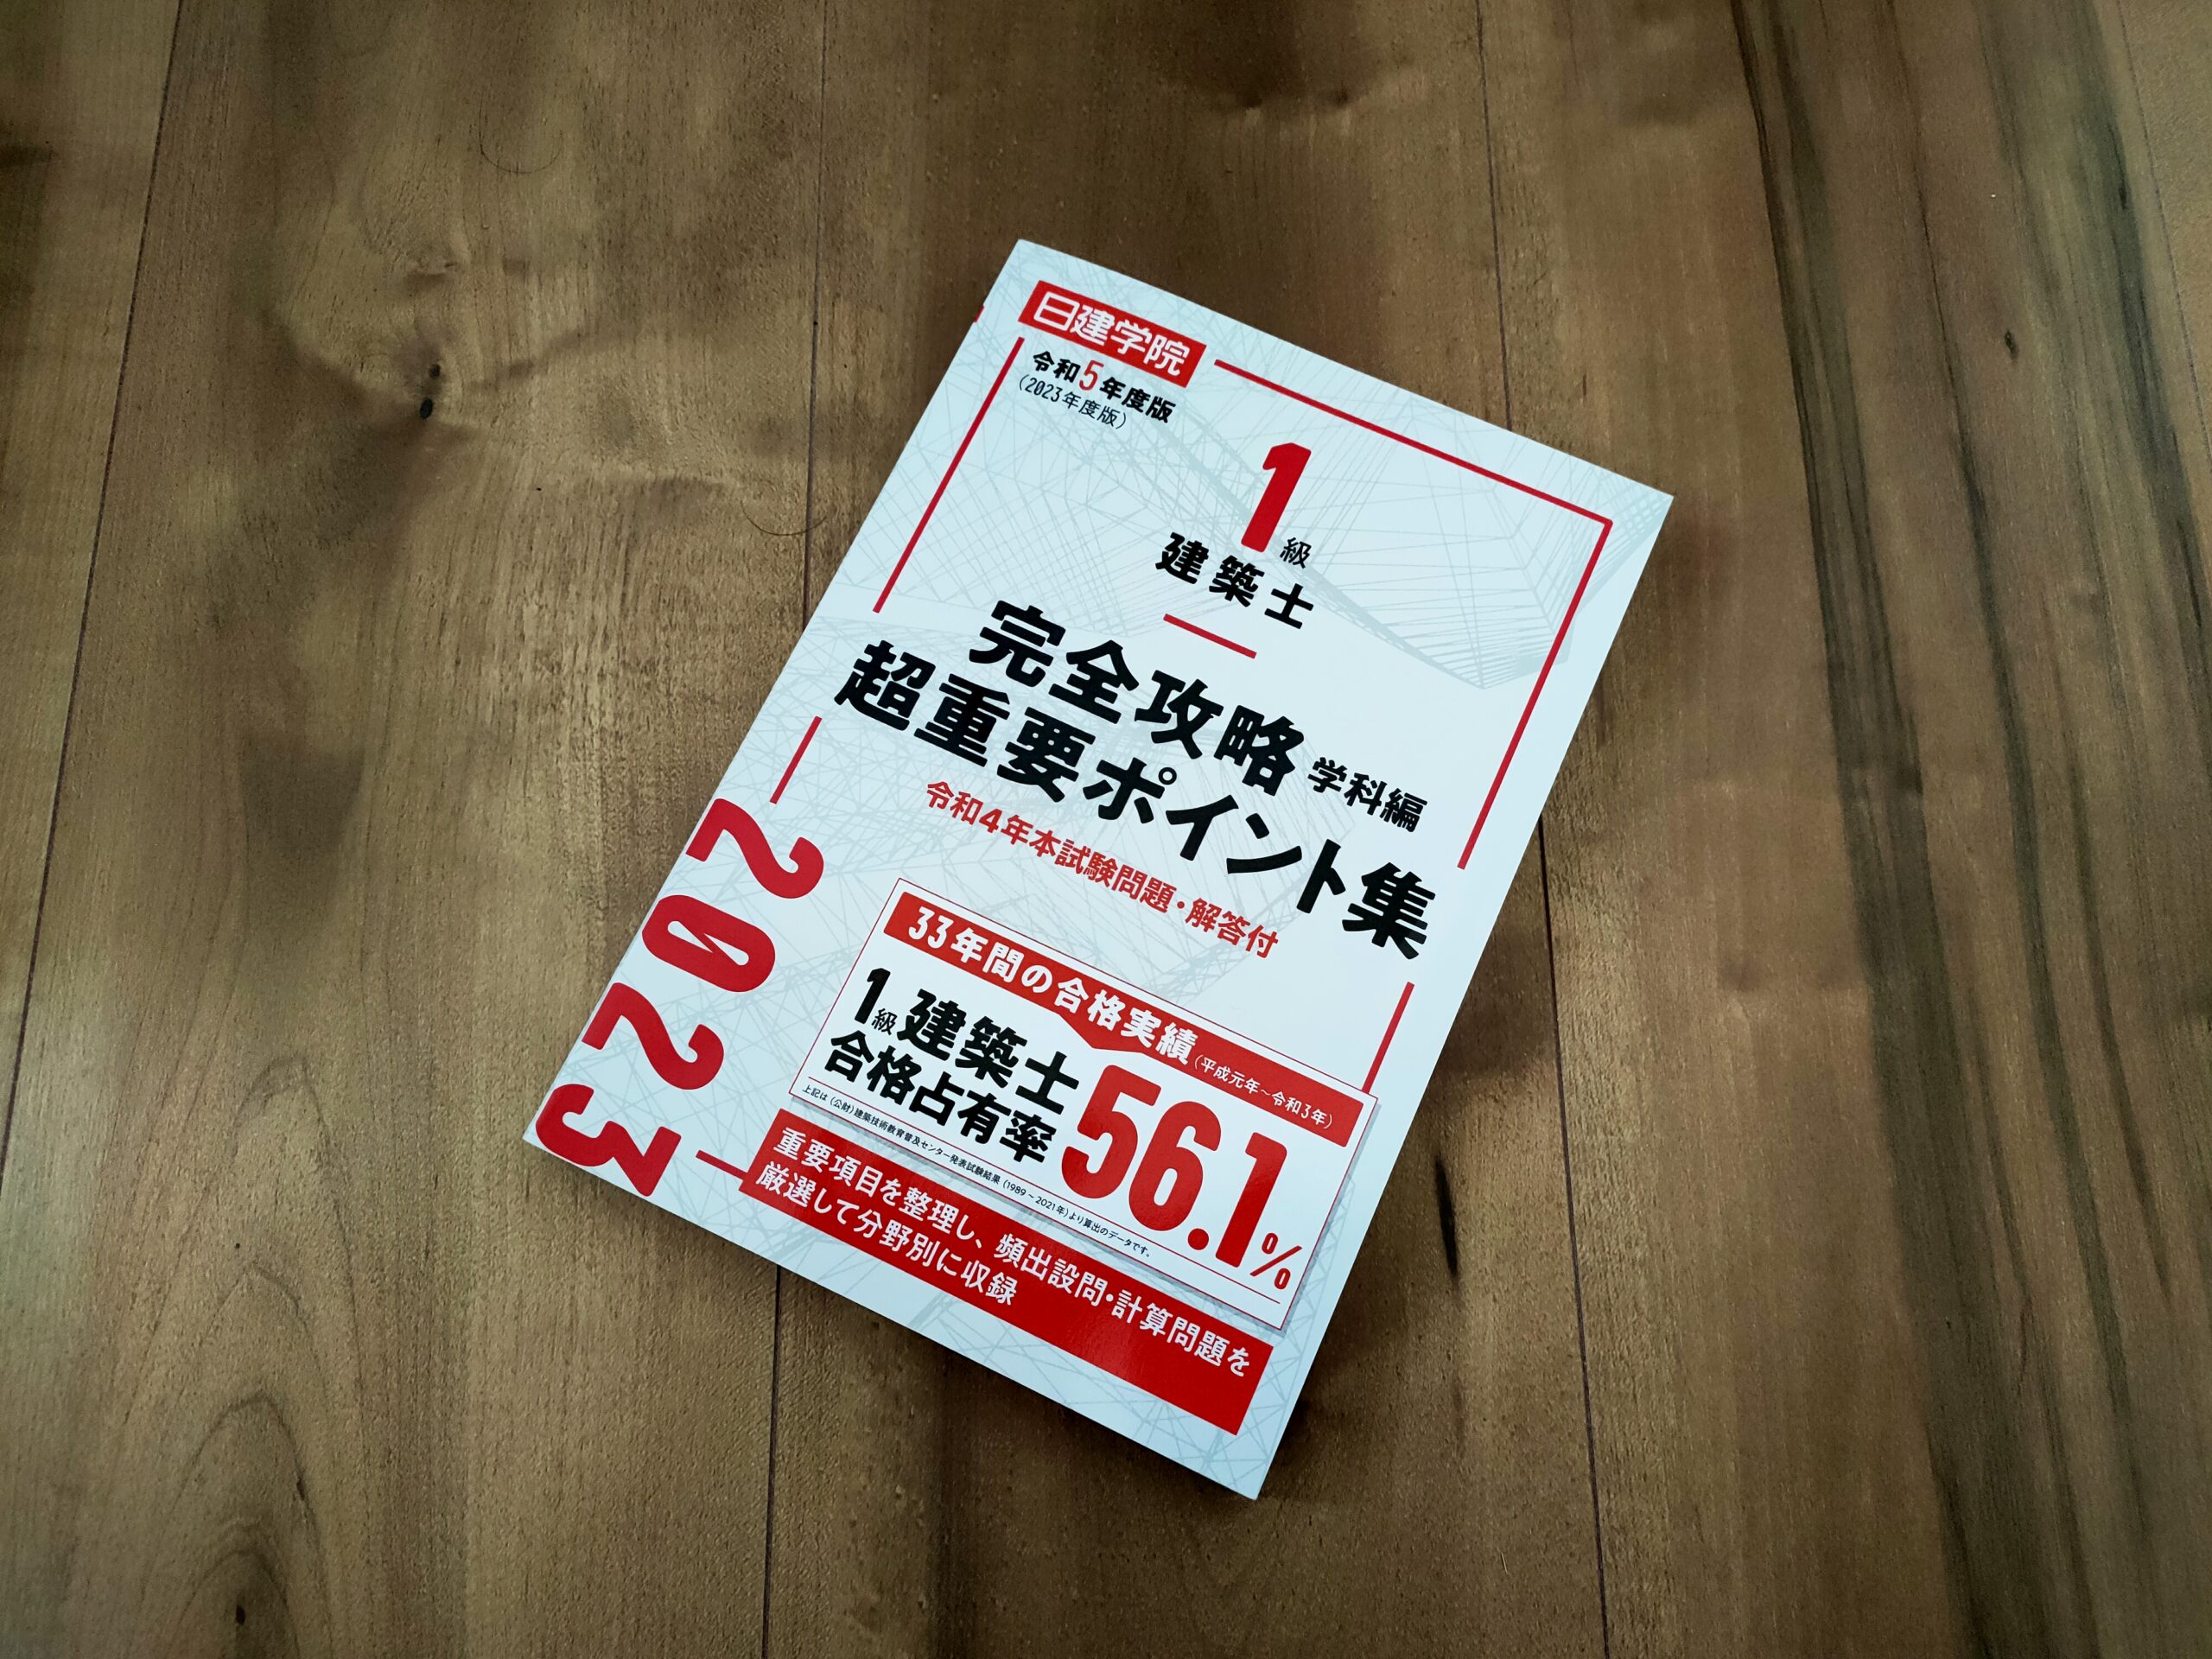 日建学院
令和5年度版
(2023年度版)
1級
建築士
完全攻略 学科編
超重要ポイント集
令和4年本試験問題・解答付
2023
33年間の合格実績(平成元年~令和3年)
1級建築士
合格占有率56.1%
上記は(公財)建築技術教育普及センター発表試験結果(1989~2021年)より算出のデータです。
重要項目を整理し、頻出設問・計算問題を
厳選して分野別に収録